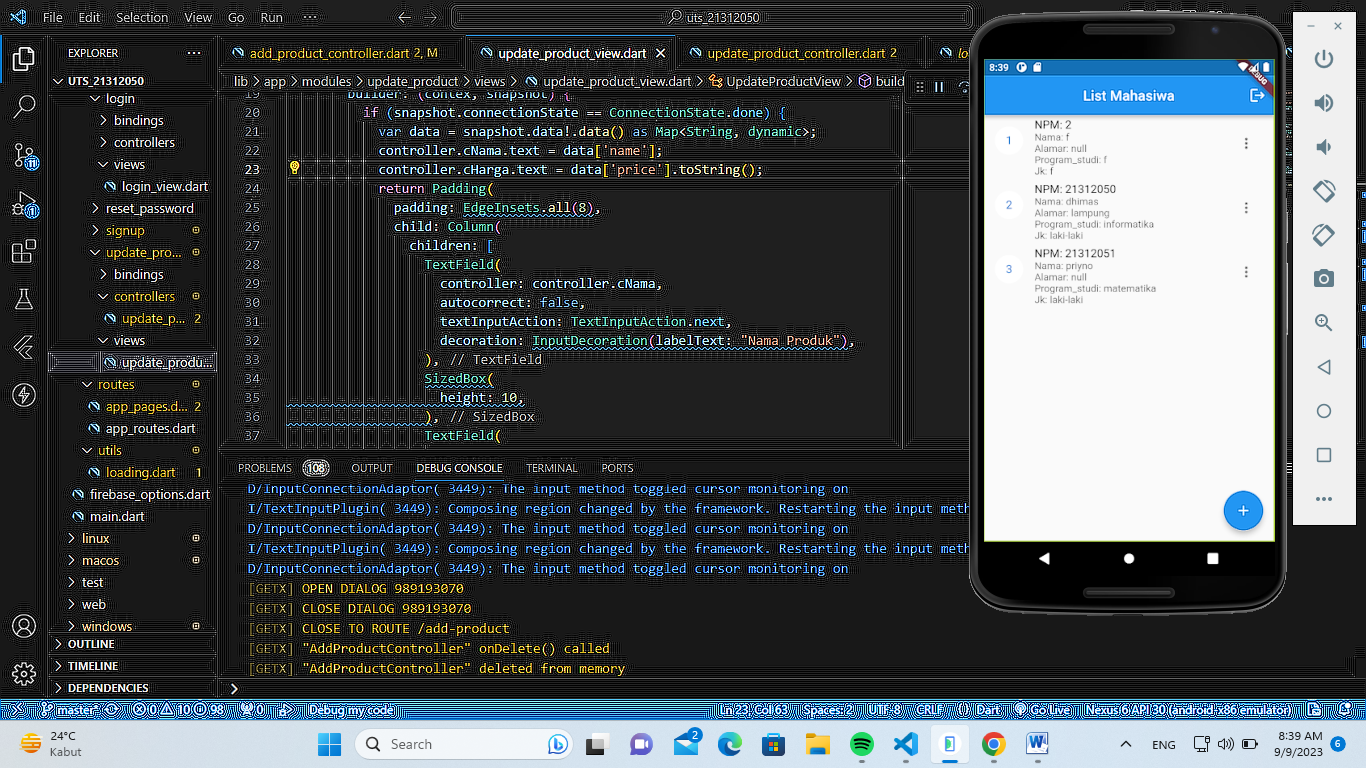 File Edit Selection View Go Run ··· uts_21312050
EXPLORER ···
UTS_21312050
login
bindings
controllers
views
login_view.dart
reset_password
signup
update_pro...
bindings
controllers
update_p... 2
views
update_produ...
routes
app_pages.d... 2
app_routes.dart
utils
loading.dart 1
firebase_options.dart
main.dart
linux
macos
test
web
windows
OUTLINE
TIMELINE
DEPENDENCIES
11
1
add_product_controller.dart 2, M update_product_view.dart update_product_controller.dart 2
lib > app > modules > update_product > views > update_product_view.dart > UpdateProductView > build
19 builder: (contex, snapshot) {
20 if (snapshot.connectionState == ConnectionState.done) {
21 var data = snapshot.data!.data() as Map<String, dynamic>;
22 controller.cNama.text = data['name'];
23 controller.cHarga.text = data['price'].toString();
24 return Padding(
25 padding: EdgeInsets.all(8),
26 child: Column(
27 children: [
28 TextField(
29 controller: controller.cNama,
30 autocorrect: false,
31 textInputAction: TextInputAction.next,
32 decoration: InputDecoration(labelText: "Nama Produk"),
33 ), // TextField
34 SizedBox(
35 height: 10,
36 ), // SizedBox
37 TextField(
PROBLEMS 108 OUTPUT DEBUG CONSOLE TERMINAL PORTS
D/InputConnectionAdaptor( 3449): The input method toggled cursor monitoring on
I/TextInputPlugin( 3449): Composing region changed by the framework. Restarting the input meth
D/InputConnectionAdaptor( 3449): The input method toggled cursor monitoring on
I/TextInputPlugin( 3449): Composing region changed by the framework. Restarting the input meth
D/InputConnectionAdaptor( 3449): The input method toggled cursor monitoring on
[GETX] OPEN DIALOG 989193070
[GETX] CLOSE DIALOG 989193070
[GETX] CLOSE TO ROUTE /add-product
[GETX] "AddProductController" onDelete() called
[GETX] "AddProductController" deleted from memory
8:39
DEBUG
List Mahasiwa
1
NPM: 2
Nama: f
Alamar: null
Program_studi: f
Jk: f
2
NPM: 21312050
Nama: dhimas
Alamar: lampung
Program_studi: informatika
Jk: laki-laki
3
NPM: 21312051
Nama: priyno
Alamar: null
Program_studi: matematika
Jk: laki-laki
master* 0 10 98 0 Debug my code Ln 23, Col 63 Spaces: 2 UTF-8 CRLF {} Dart Go Live Nexus 6 API 30 (android-x86 emulator)
24°C
Kabut
Search
2
ENG
8:39 AM
9/9/2023
6